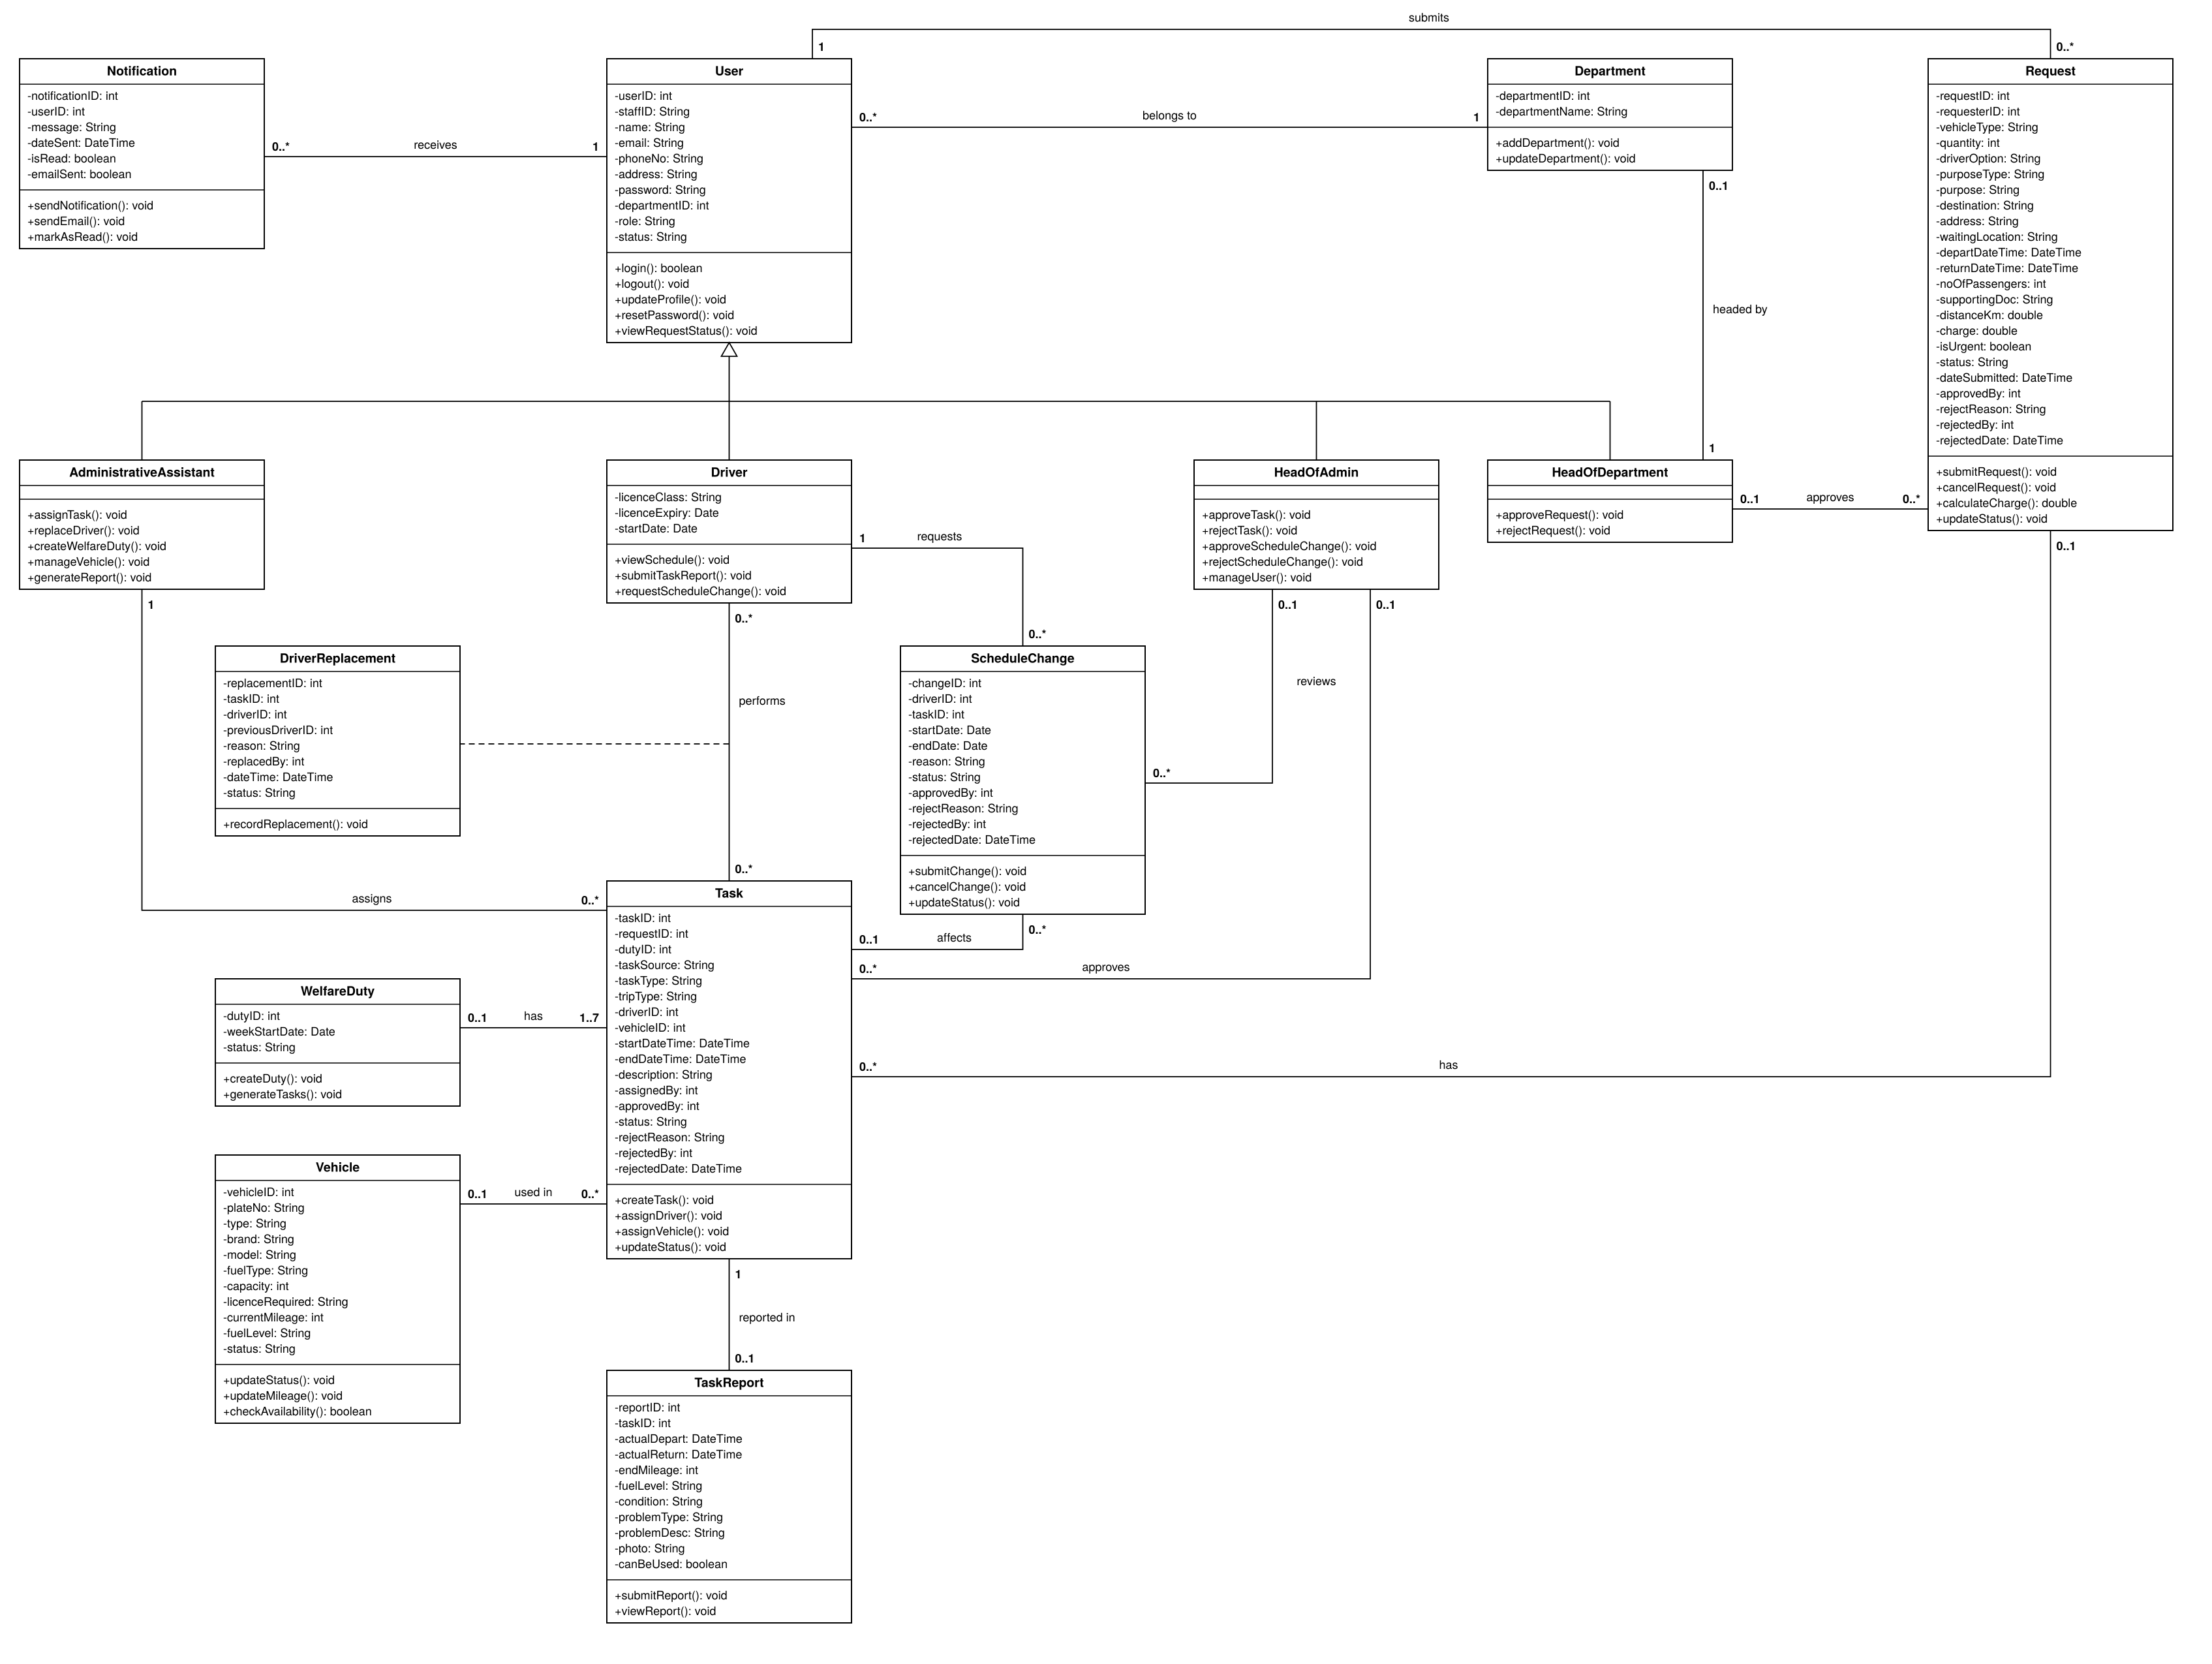 submits
1
0..*
Notification
-notificationID: int
-userID: int
-message: String
-dateSent: DateTime
-isRead: boolean
-emailSent: boolean
+sendNotification(): void
+sendEmail(): void
+markAsRead(): void
0..*
receives
1
User
-userID: int
-staffID: String
-name: String
-email: String
-phoneNo: String
-address: String
-password: String
-departmentID: int
-role: String
-status: String
+login(): boolean
+logout(): void
+updateProfile(): void
+resetPassword(): void
+viewRequestStatus(): void
0..*
belongs to
1
Department
-departmentID: int
-departmentName: String
+addDepartment(): void
+updateDepartment(): void
0..1
headed by
1
Request
-requestID: int
-requesterID: int
-vehicleType: String
-quantity: int
-driverOption: String
-purposeType: String
-purpose: String
-destination: String
-address: String
-waitingLocation: String
-departDateTime: DateTime
-returnDateTime: DateTime
-noOfPassengers: int
-supportingDoc: String
-distanceKm: double
-charge: double
-isUrgent: boolean
-status: String
-dateSubmitted: DateTime
-approvedBy: int
-rejectReason: String
-rejectedBy: int
-rejectedDate: DateTime
+submitRequest(): void
+cancelRequest(): void
+calculateCharge(): double
+updateStatus(): void
0..1
AdministrativeAssistant
+assignTask(): void
+replaceDriver(): void
+createWelfareDuty(): void
+manageVehicle(): void
+generateReport(): void
1
Driver
-licenceClass: String
-licenceExpiry: Date
-startDate: Date
+viewSchedule(): void
+submitTaskReport(): void
+requestScheduleChange(): void
1
requests
0..*
0..*
HeadOfAdmin
+approveTask(): void
+rejectTask(): void
+approveScheduleChange(): void
+rejectScheduleChange(): void
+manageUser(): void
0..1
0..1
HeadOfDepartment
+approveRequest(): void
+rejectRequest(): void
0..1
approves
0..*
DriverReplacement
-replacementID: int
-taskID: int
-driverID: int
-previousDriverID: int
-reason: String
-replacedBy: int
-dateTime: DateTime
-status: String
+recordReplacement(): void
performs
0..*
ScheduleChange
-changeID: int
-driverID: int
-taskID: int
-startDate: Date
-endDate: Date
-reason: String
-status: String
-approvedBy: int
-rejectReason: String
-rejectedBy: int
-rejectedDate: DateTime
+submitChange(): void
+cancelChange(): void
+updateStatus(): void
reviews
0..*
0..*
assigns
0..*
Task
-taskID: int
-requestID: int
-dutyID: int
-taskSource: String
-taskType: String
-tripType: String
-driverID: int
-vehicleID: int
-startDateTime: DateTime
-endDateTime: DateTime
-description: String
-assignedBy: int
-approvedBy: int
-status: String
-rejectReason: String
-rejectedBy: int
-rejectedDate: DateTime
+createTask(): void
+assignDriver(): void
+assignVehicle(): void
+updateStatus(): void
0..1
affects
0..*
approves
0..*
has
WelfareDuty
-dutyID: int
-weekStartDate: Date
-status: String
+createDuty(): void
+generateTasks(): void
0..1
has
1..7
Vehicle
-vehicleID: int
-plateNo: String
-type: String
-brand: String
-model: String
-fuelType: String
-capacity: int
-licenceRequired: String
-currentMileage: int
-fuelLevel: String
-status: String
+updateStatus(): void
+updateMileage(): void
+checkAvailability(): boolean
0..1
used in
0..*
1
reported in
0..1
TaskReport
-reportID: int
-taskID: int
-actualDepart: DateTime
-actualReturn: DateTime
-endMileage: int
-fuelLevel: String
-condition: String
-problemType: String
-problemDesc: String
-photo: String
-canBeUsed: boolean
+submitReport(): void
+viewReport(): void